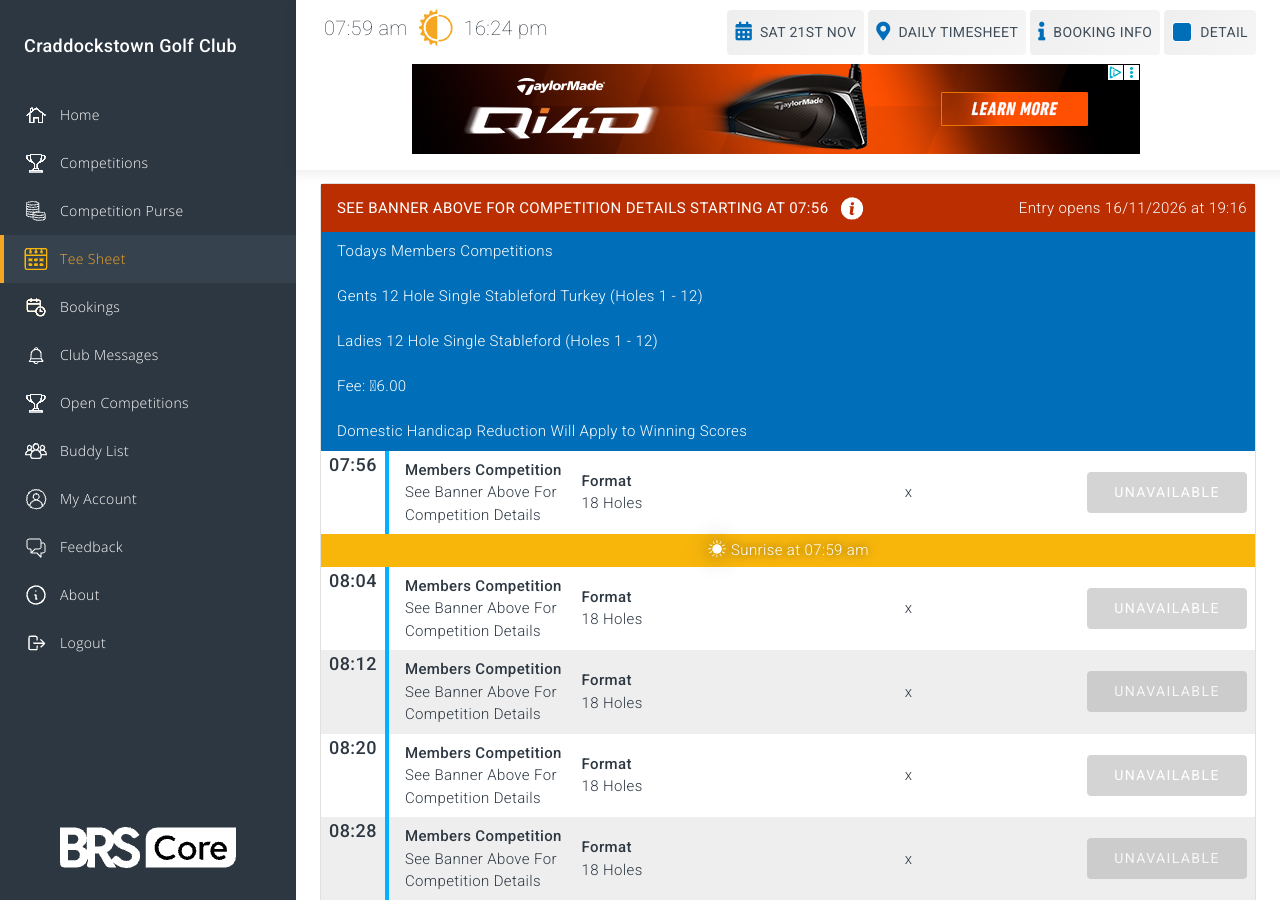 Craddockstown Golf Club
Home
Competitions
Competition Purse
Tee Sheet
Bookings
Club Messages
Open Competitions
Buddy List
My Account
Feedback
About
Logout
BRS Core
07:59 am 16:24 pm
SAT 21ST NOV
DAILY TIMESHEET
BOOKING INFO
DETAIL
TaylorMade
Qi4D
TaylorMade
LEARN MORE
SEE BANNER ABOVE FOR COMPETITION DETAILS STARTING AT 07:56
Entry opens 16/11/2026 at 19:16
Todays Members Competitions
Gents 12 Hole Single Stableford Turkey (Holes 1 - 12)
Ladies 12 Hole Single Stableford (Holes 1 - 12)
Fee: 6.00
Domestic Handicap Reduction Will Apply to Winning Scores
07:56
Members Competition
See Banner Above For
Competition Details
Format
18 Holes
x
UNAVAILABLE
Sunrise at 07:59 am
08:04
Members Competition
See Banner Above For
Competition Details
Format
18 Holes
x
UNAVAILABLE
08:12
Members Competition
See Banner Above For
Competition Details
Format
18 Holes
x
UNAVAILABLE
08:20
Members Competition
See Banner Above For
Competition Details
Format
18 Holes
x
UNAVAILABLE
08:28
Members Competition
See Banner Above For
Competition Details
Format
18 Holes
x
UNAVAILABLE